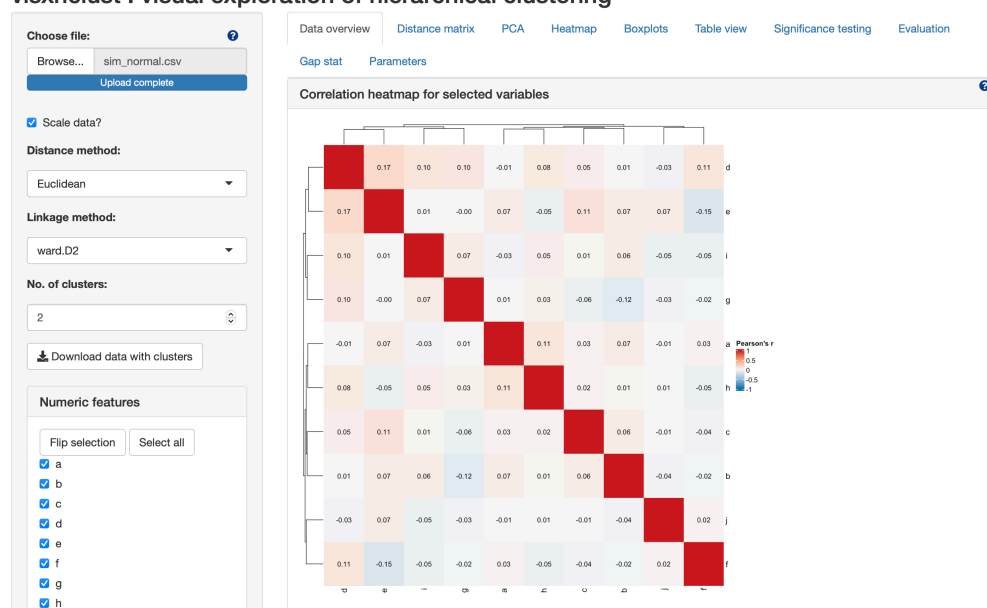 visxhclust : visual exploration of hierarchical clustering
Choose file:
Browse... sim_normal.csv
Upload complete
Scale data?
Distance method:
Euclidean
Linkage method:
ward.D2
No. of clusters:
2
Download data with clusters
Numeric features
Flip selection Select all
a
b
c
d
e
f
g
h
Data overview Distance matrix PCA Heatmap Boxplots Table view Significance testing Evaluation
Gap stat Parameters
Correlation heatmap for selected variables
0.17 0.10 0.10 -0.01 0.08 0.05 0.01 -0.03 0.11 d
0.17 0.01 -0.00 0.07 -0.05 0.11 0.07 0.07 -0.15 e
0.10 0.01 0.07 -0.03 0.05 0.01 0.06 -0.05 -0.05 i
0.10 -0.00 0.07 0.01 0.03 -0.06 -0.12 -0.03 -0.02 g
-0.01 0.07 -0.03 0.01 0.11 0.03 0.07 -0.01 0.03 a
0.08 -0.05 0.05 0.03 0.11 0.02 0.01 0.01 -0.05 h
0.05 0.11 0.01 -0.06 0.03 0.02 0.06 -0.01 -0.04 c
0.01 0.07 0.06 -0.12 0.07 0.01 0.06 -0.04 -0.02 b
-0.03 0.07 -0.05 -0.03 -0.01 0.01 -0.01 -0.04 0.02 j
0.11 -0.15 -0.05 -0.02 0.03 -0.05 -0.04 -0.02 0.02 f
d e i g a h c b j f
Pearson's r
1
0.5
0
-0.5
-1